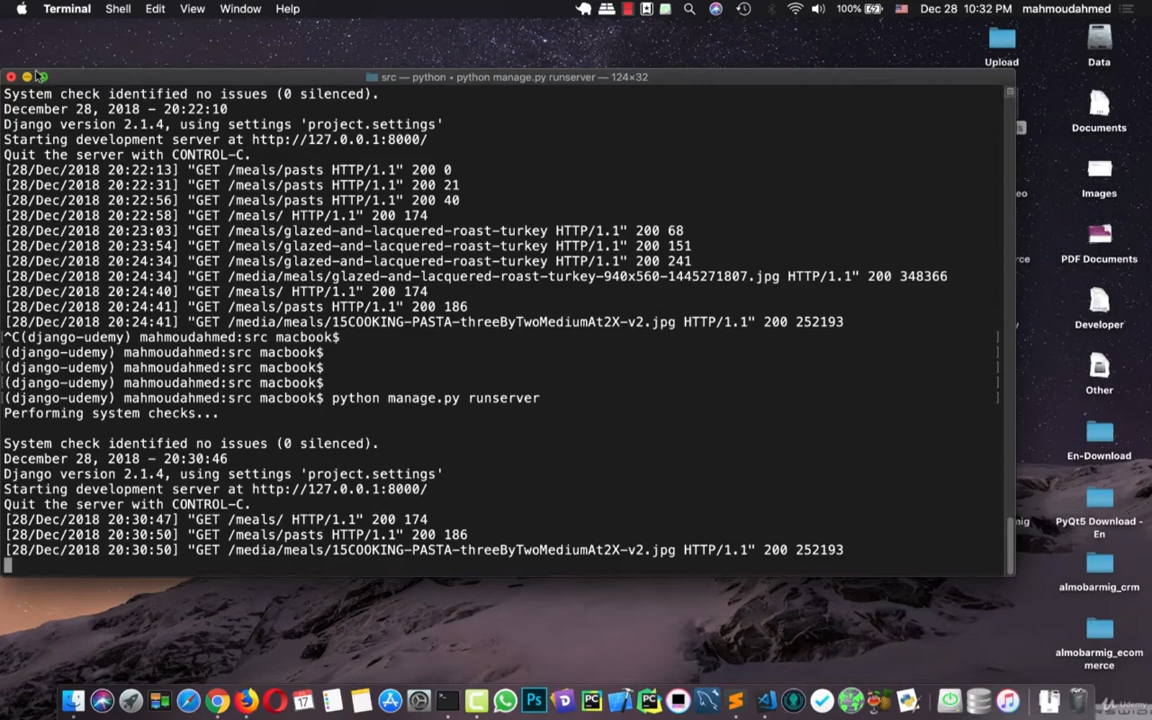 Terminal Shell Edit View Window Help 100% Dec 28 10:32 PM mahmoudahmed
src — python • python manage.py runserver — 124×32
System check identified no issues (0 silenced).
December 28, 2018 - 20:22:10
Django version 2.1.4, using settings 'project.settings'
Starting development server at http://127.0.0.1:8000/
Quit the server with CONTROL-C.
[28/Dec/2018 20:22:13] "GET /meals/pasts HTTP/1.1" 200 0
[28/Dec/2018 20:22:31] "GET /meals/pasts HTTP/1.1" 200 21
[28/Dec/2018 20:22:56] "GET /meals/pasts HTTP/1.1" 200 40
[28/Dec/2018 20:22:58] "GET /meals/ HTTP/1.1" 200 174
[28/Dec/2018 20:23:03] "GET /meals/glazed-and-lacquered-roast-turkey HTTP/1.1" 200 68
[28/Dec/2018 20:23:54] "GET /meals/glazed-and-lacquered-roast-turkey HTTP/1.1" 200 151
[28/Dec/2018 20:24:34] "GET /meals/glazed-and-lacquered-roast-turkey HTTP/1.1" 200 241
[28/Dec/2018 20:24:34] "GET /media/meals/glazed-and-lacquered-roast-turkey-940x560-1445271807.jpg HTTP/1.1" 200 348366
[28/Dec/2018 20:24:40] "GET /meals/ HTTP/1.1" 200 174
[28/Dec/2018 20:24:41] "GET /meals/pasts HTTP/1.1" 200 186
[28/Dec/2018 20:24:41] "GET /media/meals/15COOKING-PASTA-threeByTwoMediumAt2X-v2.jpg HTTP/1.1" 200 252193
^C(django-udemy) mahmoudahmed:src macbook$
(django-udemy) mahmoudahmed:src macbook$
(django-udemy) mahmoudahmed:src macbook$
(django-udemy) mahmoudahmed:src macbook$
(django-udemy) mahmoudahmed:src macbook$ python manage.py runserver
Performing system checks...
System check identified no issues (0 silenced).
December 28, 2018 - 20:30:46
Django version 2.1.4, using settings 'project.settings'
Starting development server at http://127.0.0.1:8000/
Quit the server with CONTROL-C.
[28/Dec/2018 20:30:47] "GET /meals/ HTTP/1.1" 200 174
[28/Dec/2018 20:30:50] "GET /meals/pasts HTTP/1.1" 200 186
[28/Dec/2018 20:30:50] "GET /media/meals/15COOKING-PASTA-threeByTwoMediumAt2X-v2.jpg HTTP/1.1" 200 252193
Upload
Data
Documents
Images
PDF Documents
Developer
Other
En-Download
PyQt5 Download -
En
almobarmig_crm
almobarmig_ecom
merce
17
Ps
PC
PC
Udemy